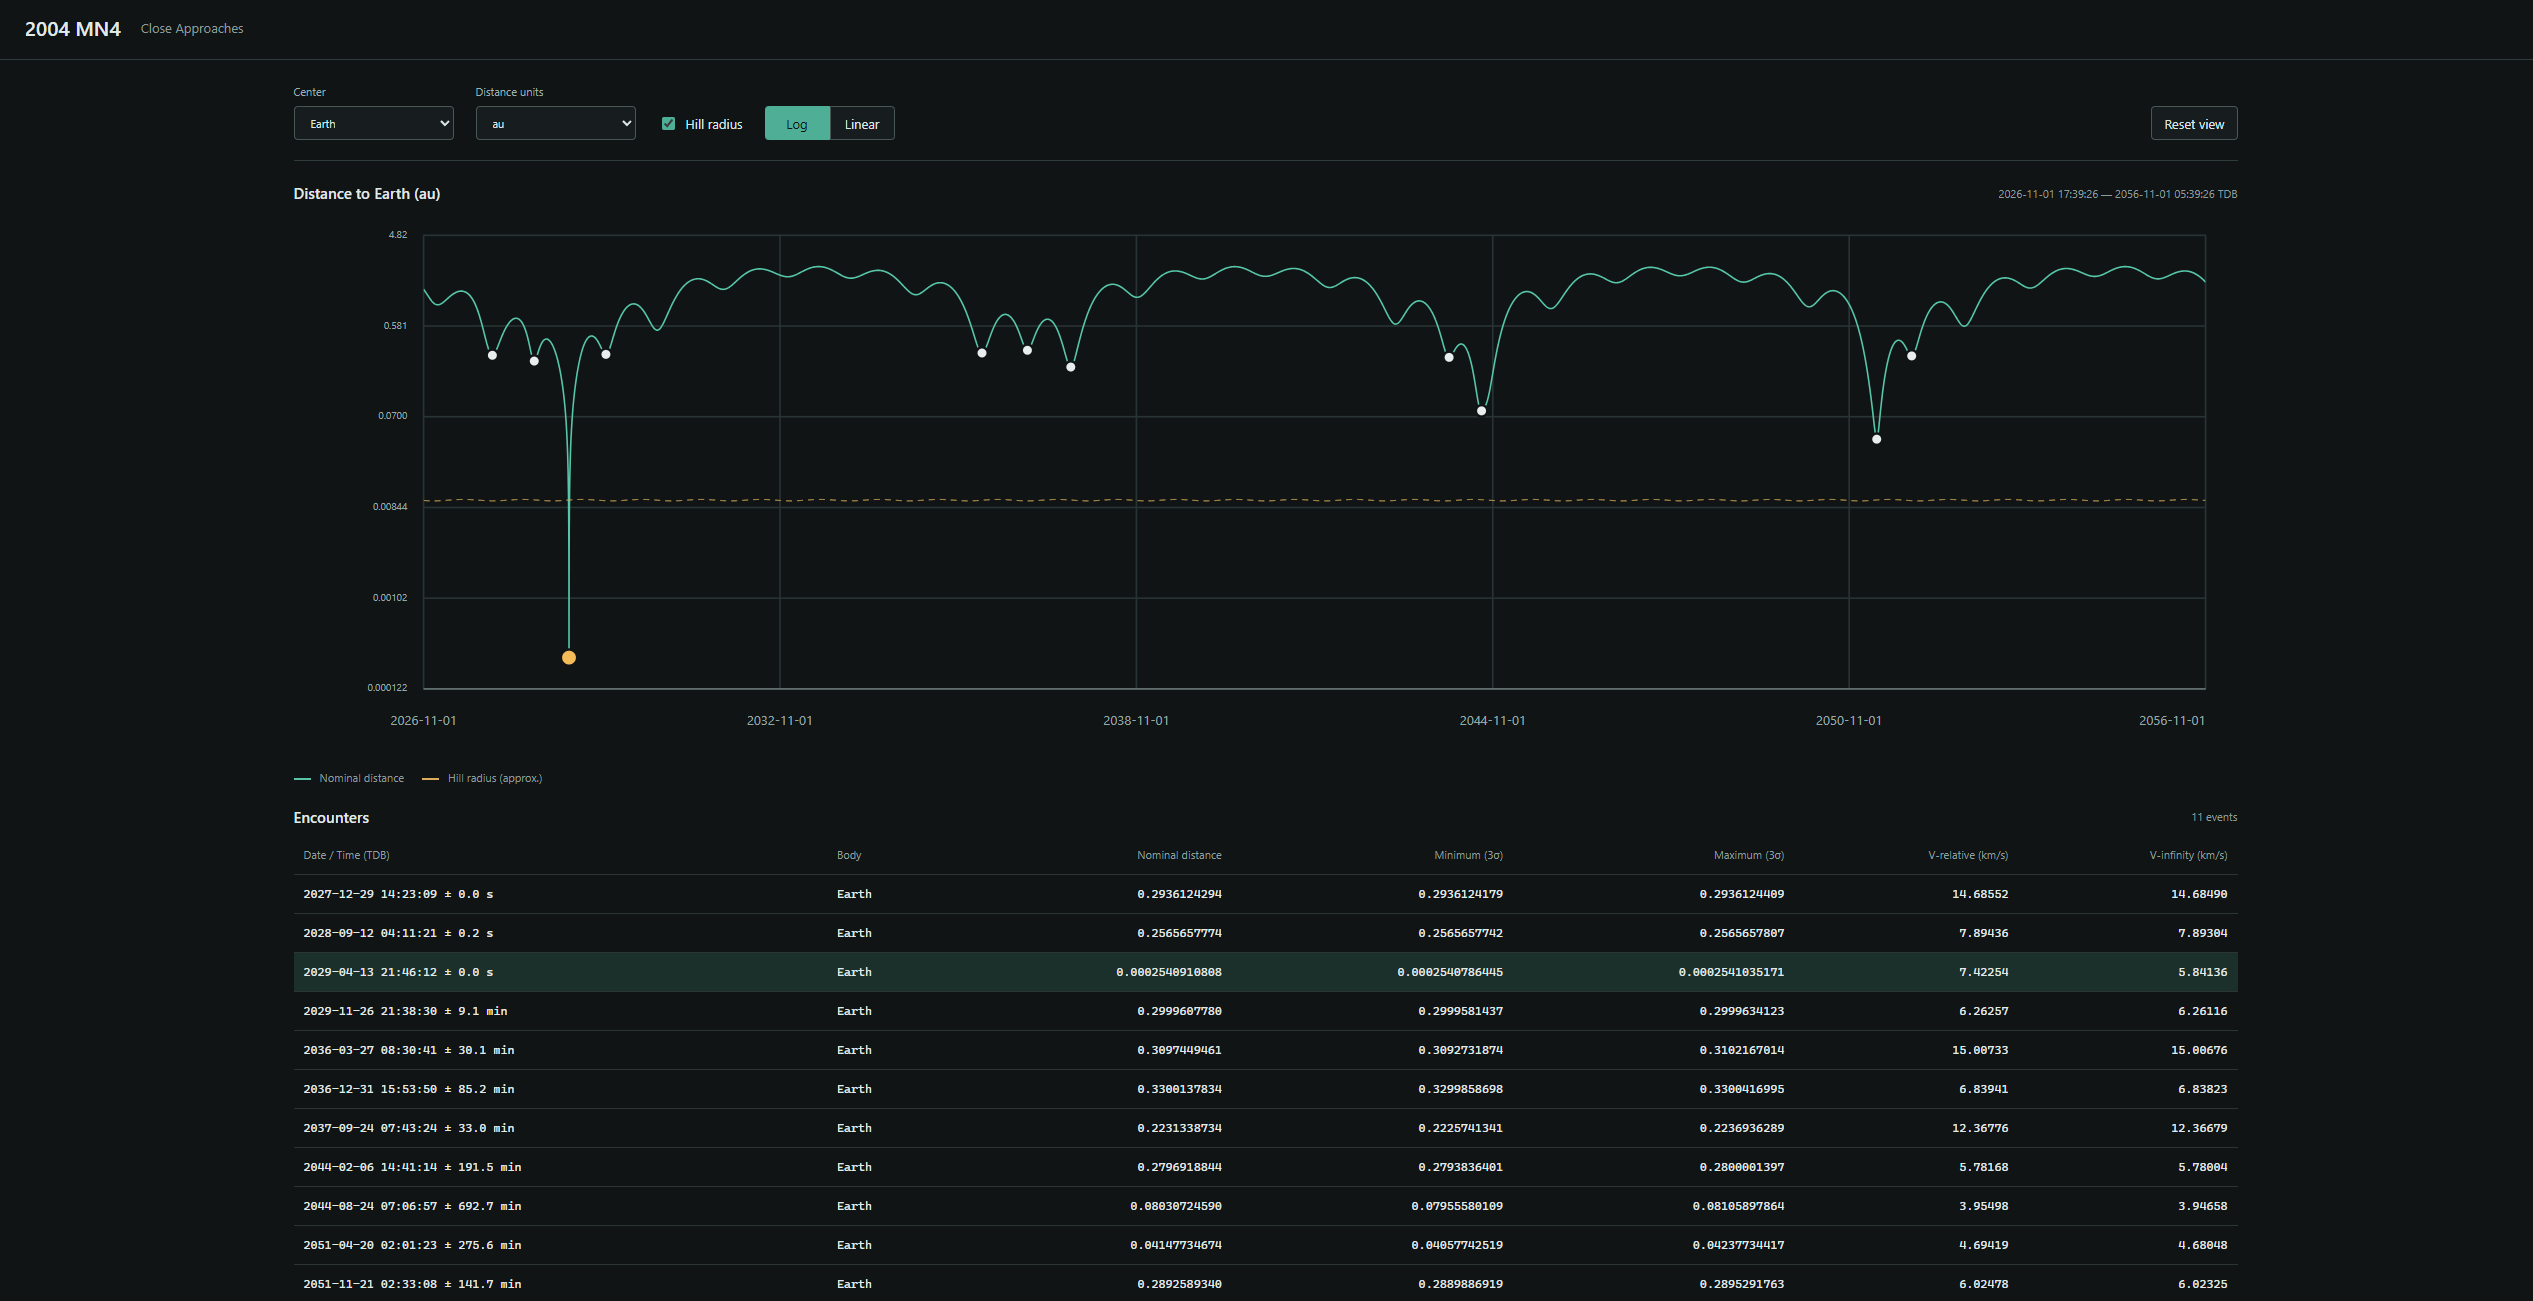 2004 MN4 Close Approaches
Center Distance units
Earth au Hill radius Log Linear Reset view
Distance to Earth (au) 2026-11-01 17:39:26 — 2056-11-01 05:39:26 TDB
4.82
0.581
0.0700
0.00844
0.00102
0.000122
2026-11-01 2032-11-01 2038-11-01 2044-11-01 2050-11-01 2056-11-01
Nominal distance Hill radius (approx.)
Encounters 11 events
Date / Time (TDB) Body Nominal distance Minimum (3σ) Maximum (3σ) V-relative (km/s) V-infinity (km/s)
2027-12-29 14:23:09 ± 0.0 s Earth 0.2936124294 0.2936124179 0.2936124409 14.68552 14.68490
2028-09-12 04:11:21 ± 0.2 s Earth 0.2565657774 0.2565657742 0.2565657807 7.89436 7.89304
2029-04-13 21:46:12 ± 0.0 s Earth 0.0002540910808 0.0002540786445 0.0002541035171 7.42254 5.84136
2029-11-26 21:38:30 ± 9.1 min Earth 0.2999607780 0.2999581437 0.2999634123 6.26257 6.26116
2036-03-27 08:30:41 ± 30.1 min Earth 0.3097449461 0.3092731874 0.3102167014 15.00733 15.00676
2036-12-31 15:53:50 ± 85.2 min Earth 0.3300137834 0.3299858698 0.3300416995 6.83941 6.83823
2037-09-24 07:43:24 ± 33.0 min Earth 0.2231338734 0.2225741341 0.2236936289 12.36776 12.36679
2044-02-06 14:41:14 ± 191.5 min Earth 0.2796918844 0.2793836401 0.2800001397 5.78168 5.78004
2044-08-24 07:06:57 ± 692.7 min Earth 0.08030724590 0.07955580109 0.08105897864 3.95498 3.94658
2051-04-20 02:01:23 ± 275.6 min Earth 0.04147734674 0.04057742519 0.04237734417 4.69419 4.68048
2051-11-21 02:33:08 ± 141.7 min Earth 0.2892589340 0.2889886919 0.2895291763 6.02478 6.02325